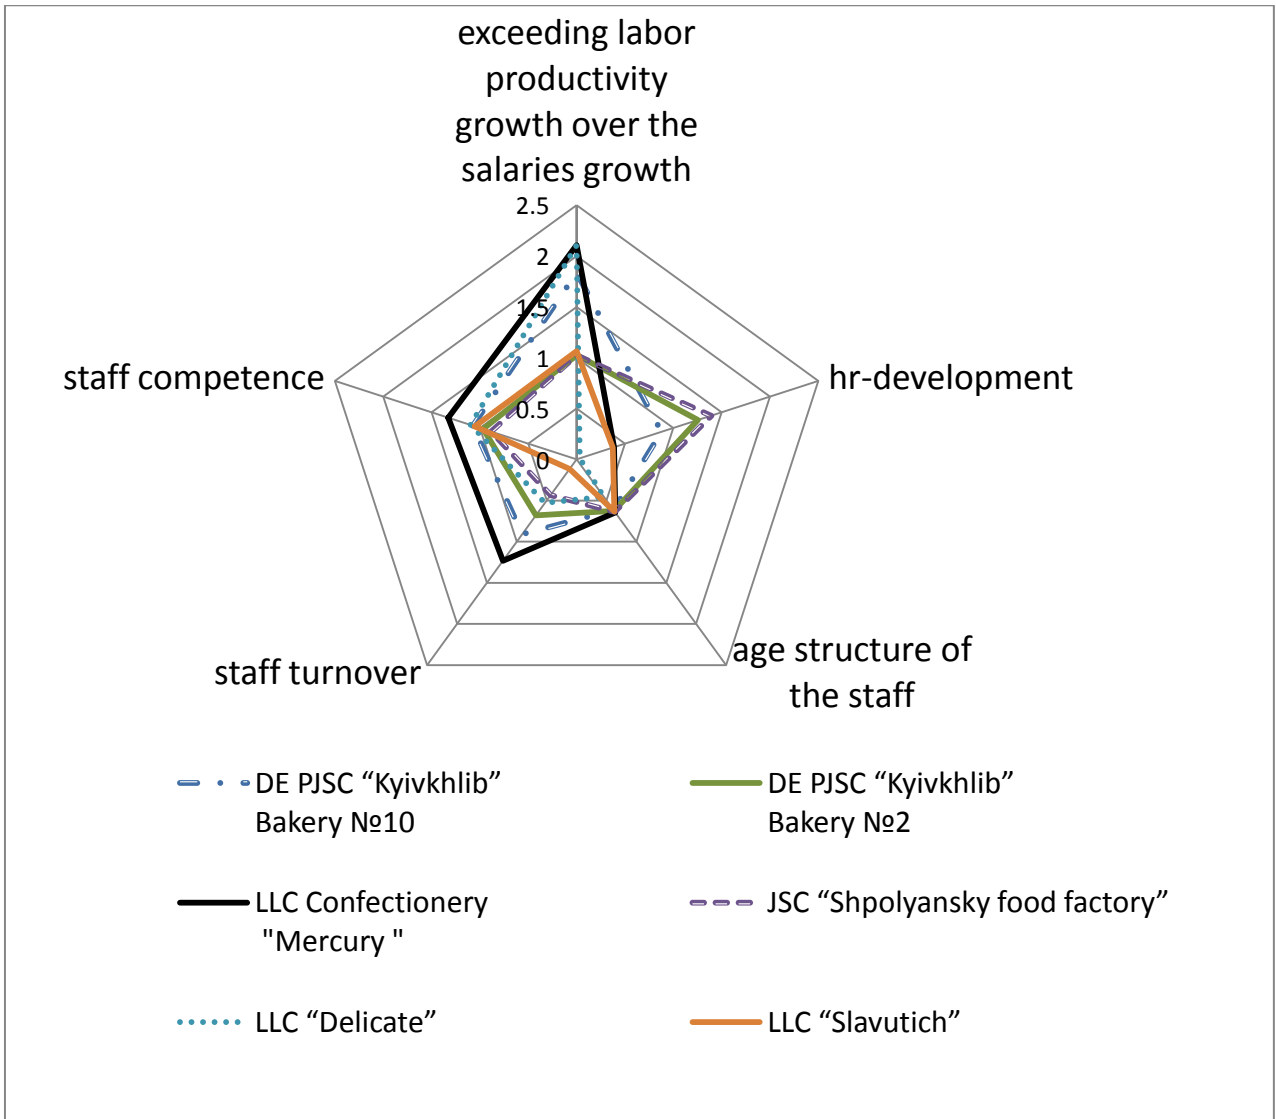 exceeding labor
productivity
growth over the
salaries growth
2.5
2
1.5
1
0.5
0
staff competence
hr-development
staff turnover
age structure of
the staff
DE PJSC “Kyivkhlib”
Bakery №10
DE PJSC “Kyivkhlib”
Bakery №2
LLC Confectionery
"Mercury "
JSC “Shpolyansky food factory”
LLC “Delicate”
LLC “Slavutich”